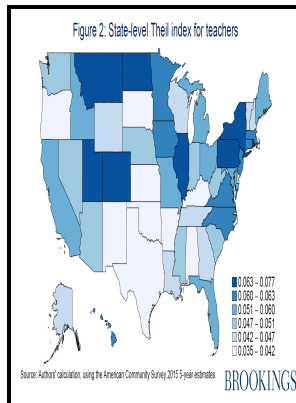 Figure 2: State-level Theill index for teachers
0.063 – 0.077
0.060 – 0.063
0.051 – 0.060
0.047 – 0.051
0.042 – 0.047
0.035 – 0.042
Source: Authors' calculation, using the American Community Survey,2015 5-year estimates.
BROOKINGS